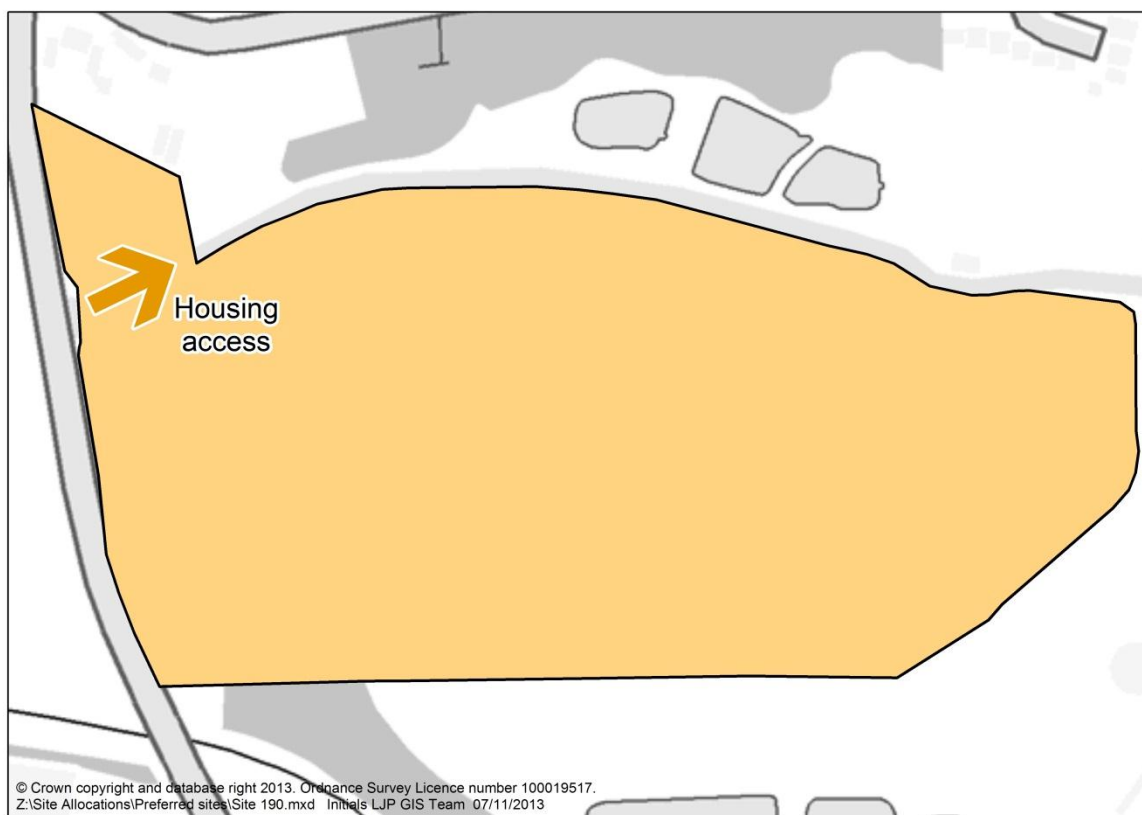 Housing
access
© Crown copyright and database right 2013. Ordnance Survey Licence number 100019517.
Z:\Site Allocations\Preferred sites\Site 190.mxd Initials LJP GIS Team 07/11/2013